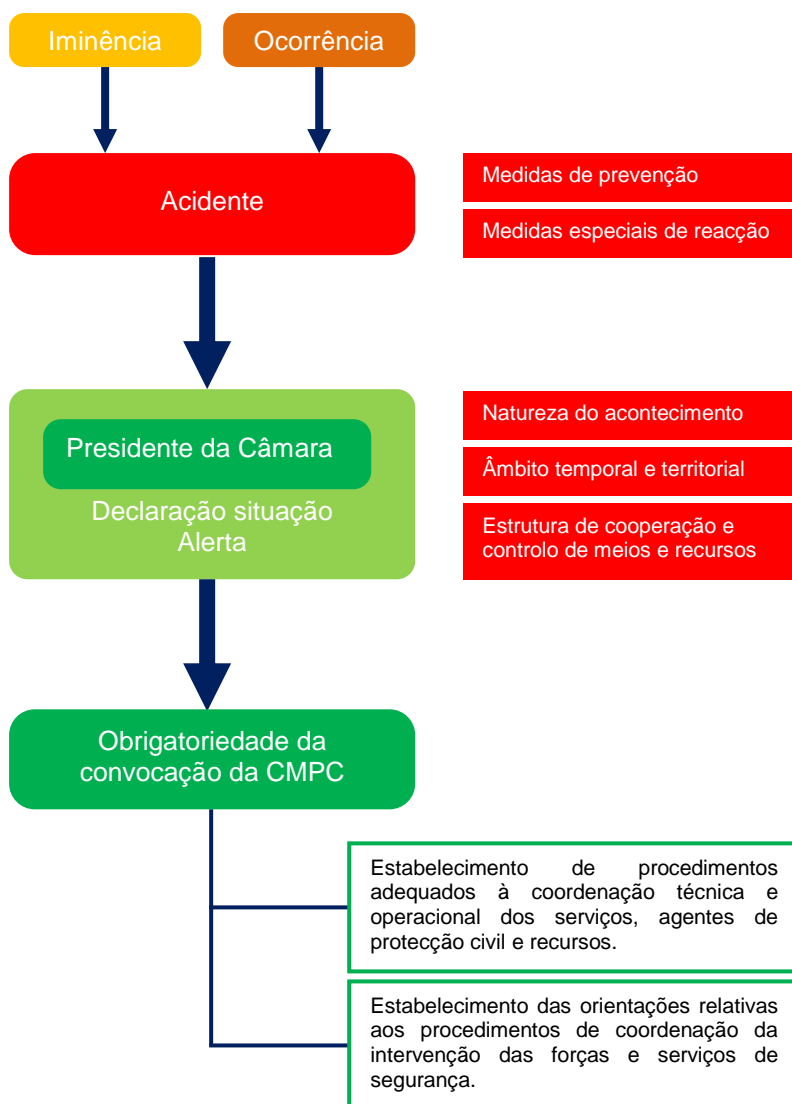 Iminência
Ocorrência
Acidente
Medidas de prevenção
Medidas especiais de reacção
Presidente da Câmara
Declaração situação
Alerta
Natureza do acontecimento
Âmbito temporal e territorial
Estrutura de cooperação e
controlo de meios e recursos
Obrigatoriedade da
convocação da CMPC
Estabelecimento de procedimentos
adequados à coordenação técnica e
operacional dos serviços, agentes de
protecção civil e recursos.
Estabelecimento das orientações relativas
aos procedimentos de coordenação da
intervenção das forças e serviços de
segurança.